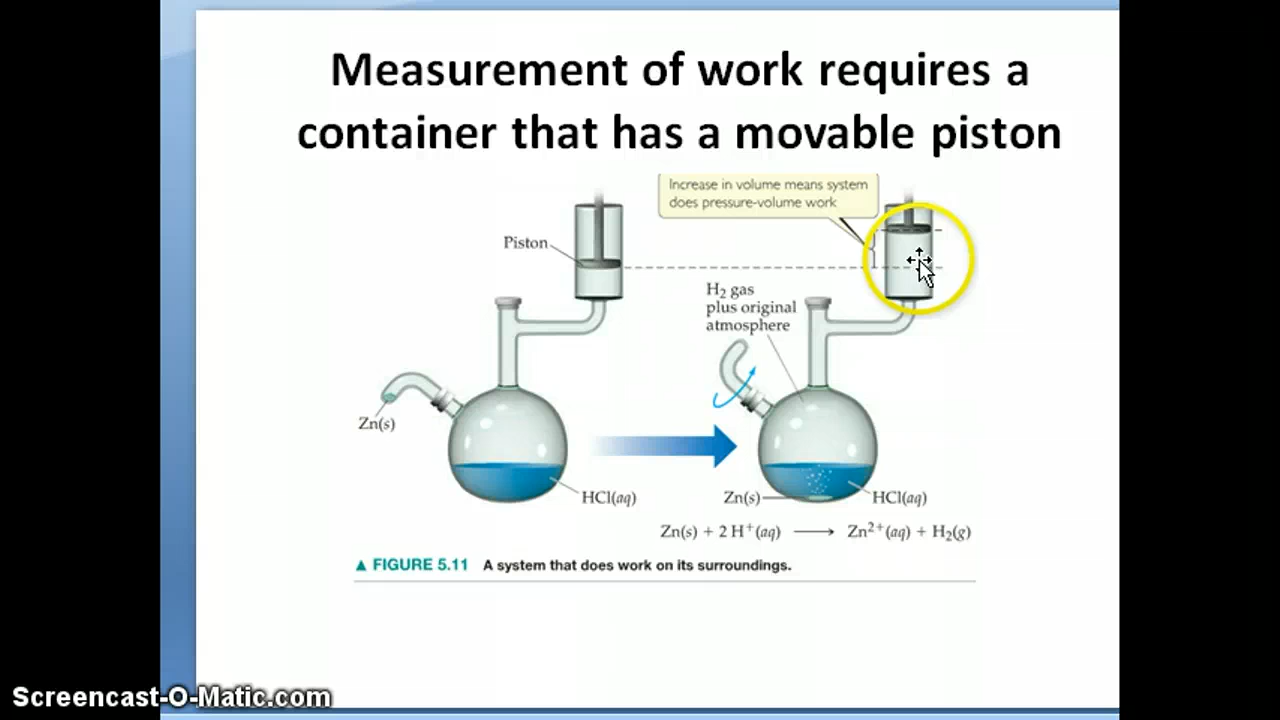 Measurement of work requires a
container that has a movable piston
Increase in volume means system
does pressure-volume work
Piston
H₂ gas
plus original
atmosphere
Zn(s)
HCl(aq)
Zn(s)
HCl(aq)
Zn(s) + 2 H⁺(aq) ⟶ Zn²⁺(aq) + H₂(g)
▲ FIGURE 5.11 A system that does work on its surroundings.
Screencast-O-Matic.com